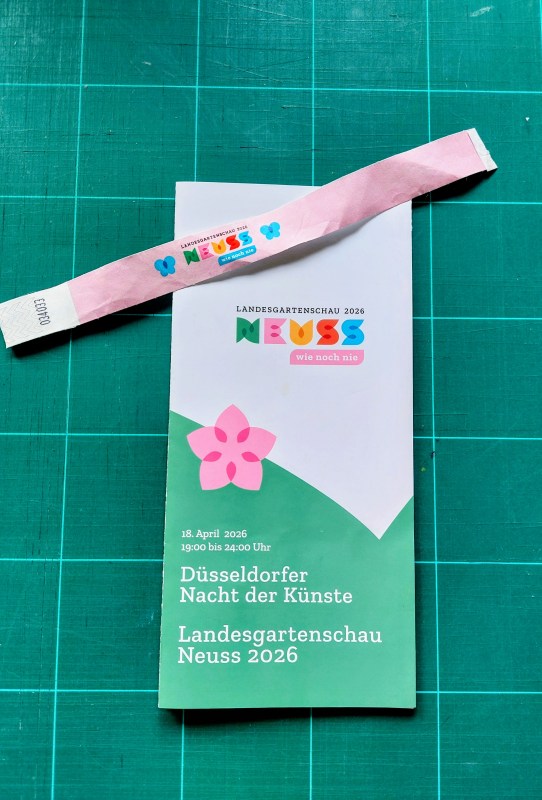 LANDESGARTENSCHAU 2026
NEUSS
wie noch nie
034033
LANDESGARTENSCHAU 2026
NEUSS
wie noch nie
18. April 2026
19:00 bis 24:00 Uhr
Düsseldorfer
Nacht der Künste
Landesgartenschau
Neuss 2026